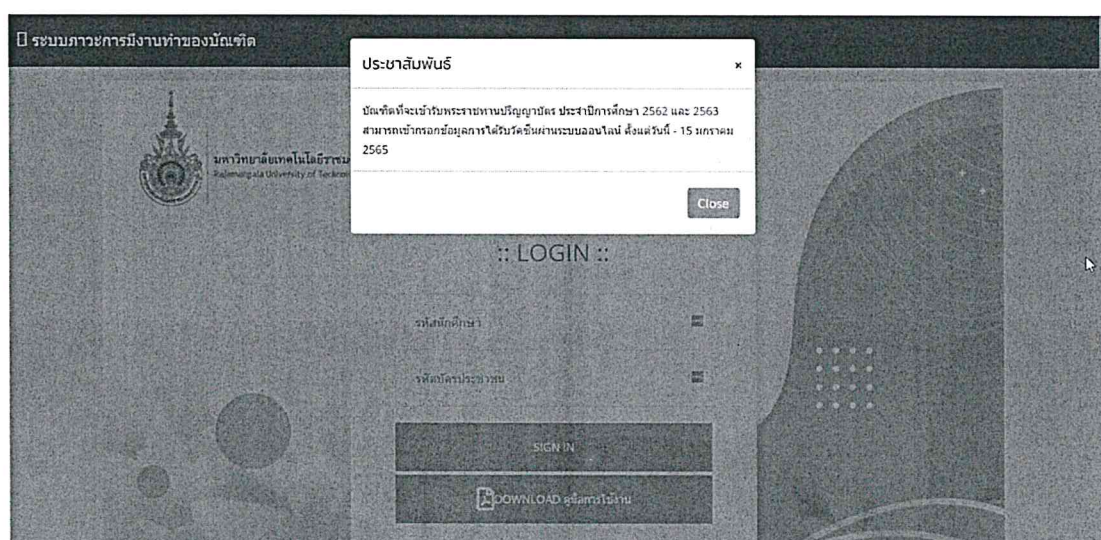 ระบบภาวะการมีงานทำของบัณฑิต
ประชาสัมพันธ์
×
บัณฑิตที่จะเข้ารับพระราชทานปริญญาบัตร ประจำปีการศึกษา 2562 และ 2563
สามารถเข้ากรอกข้อมูลการได้รับวัคซีนผ่านระบบออนไลน์ ตั้งแต่วันนี้ - 15 มกราคม
2565
Close
มหาวิทยาลัยเทคโนโลยีราชม
Rajamangala University of Technol
:: LOGIN ::
รหัสนักศึกษา
รหัสบัตรประชาชน
SIGN IN
DOWNLOAD คู่มือการใช้งาน